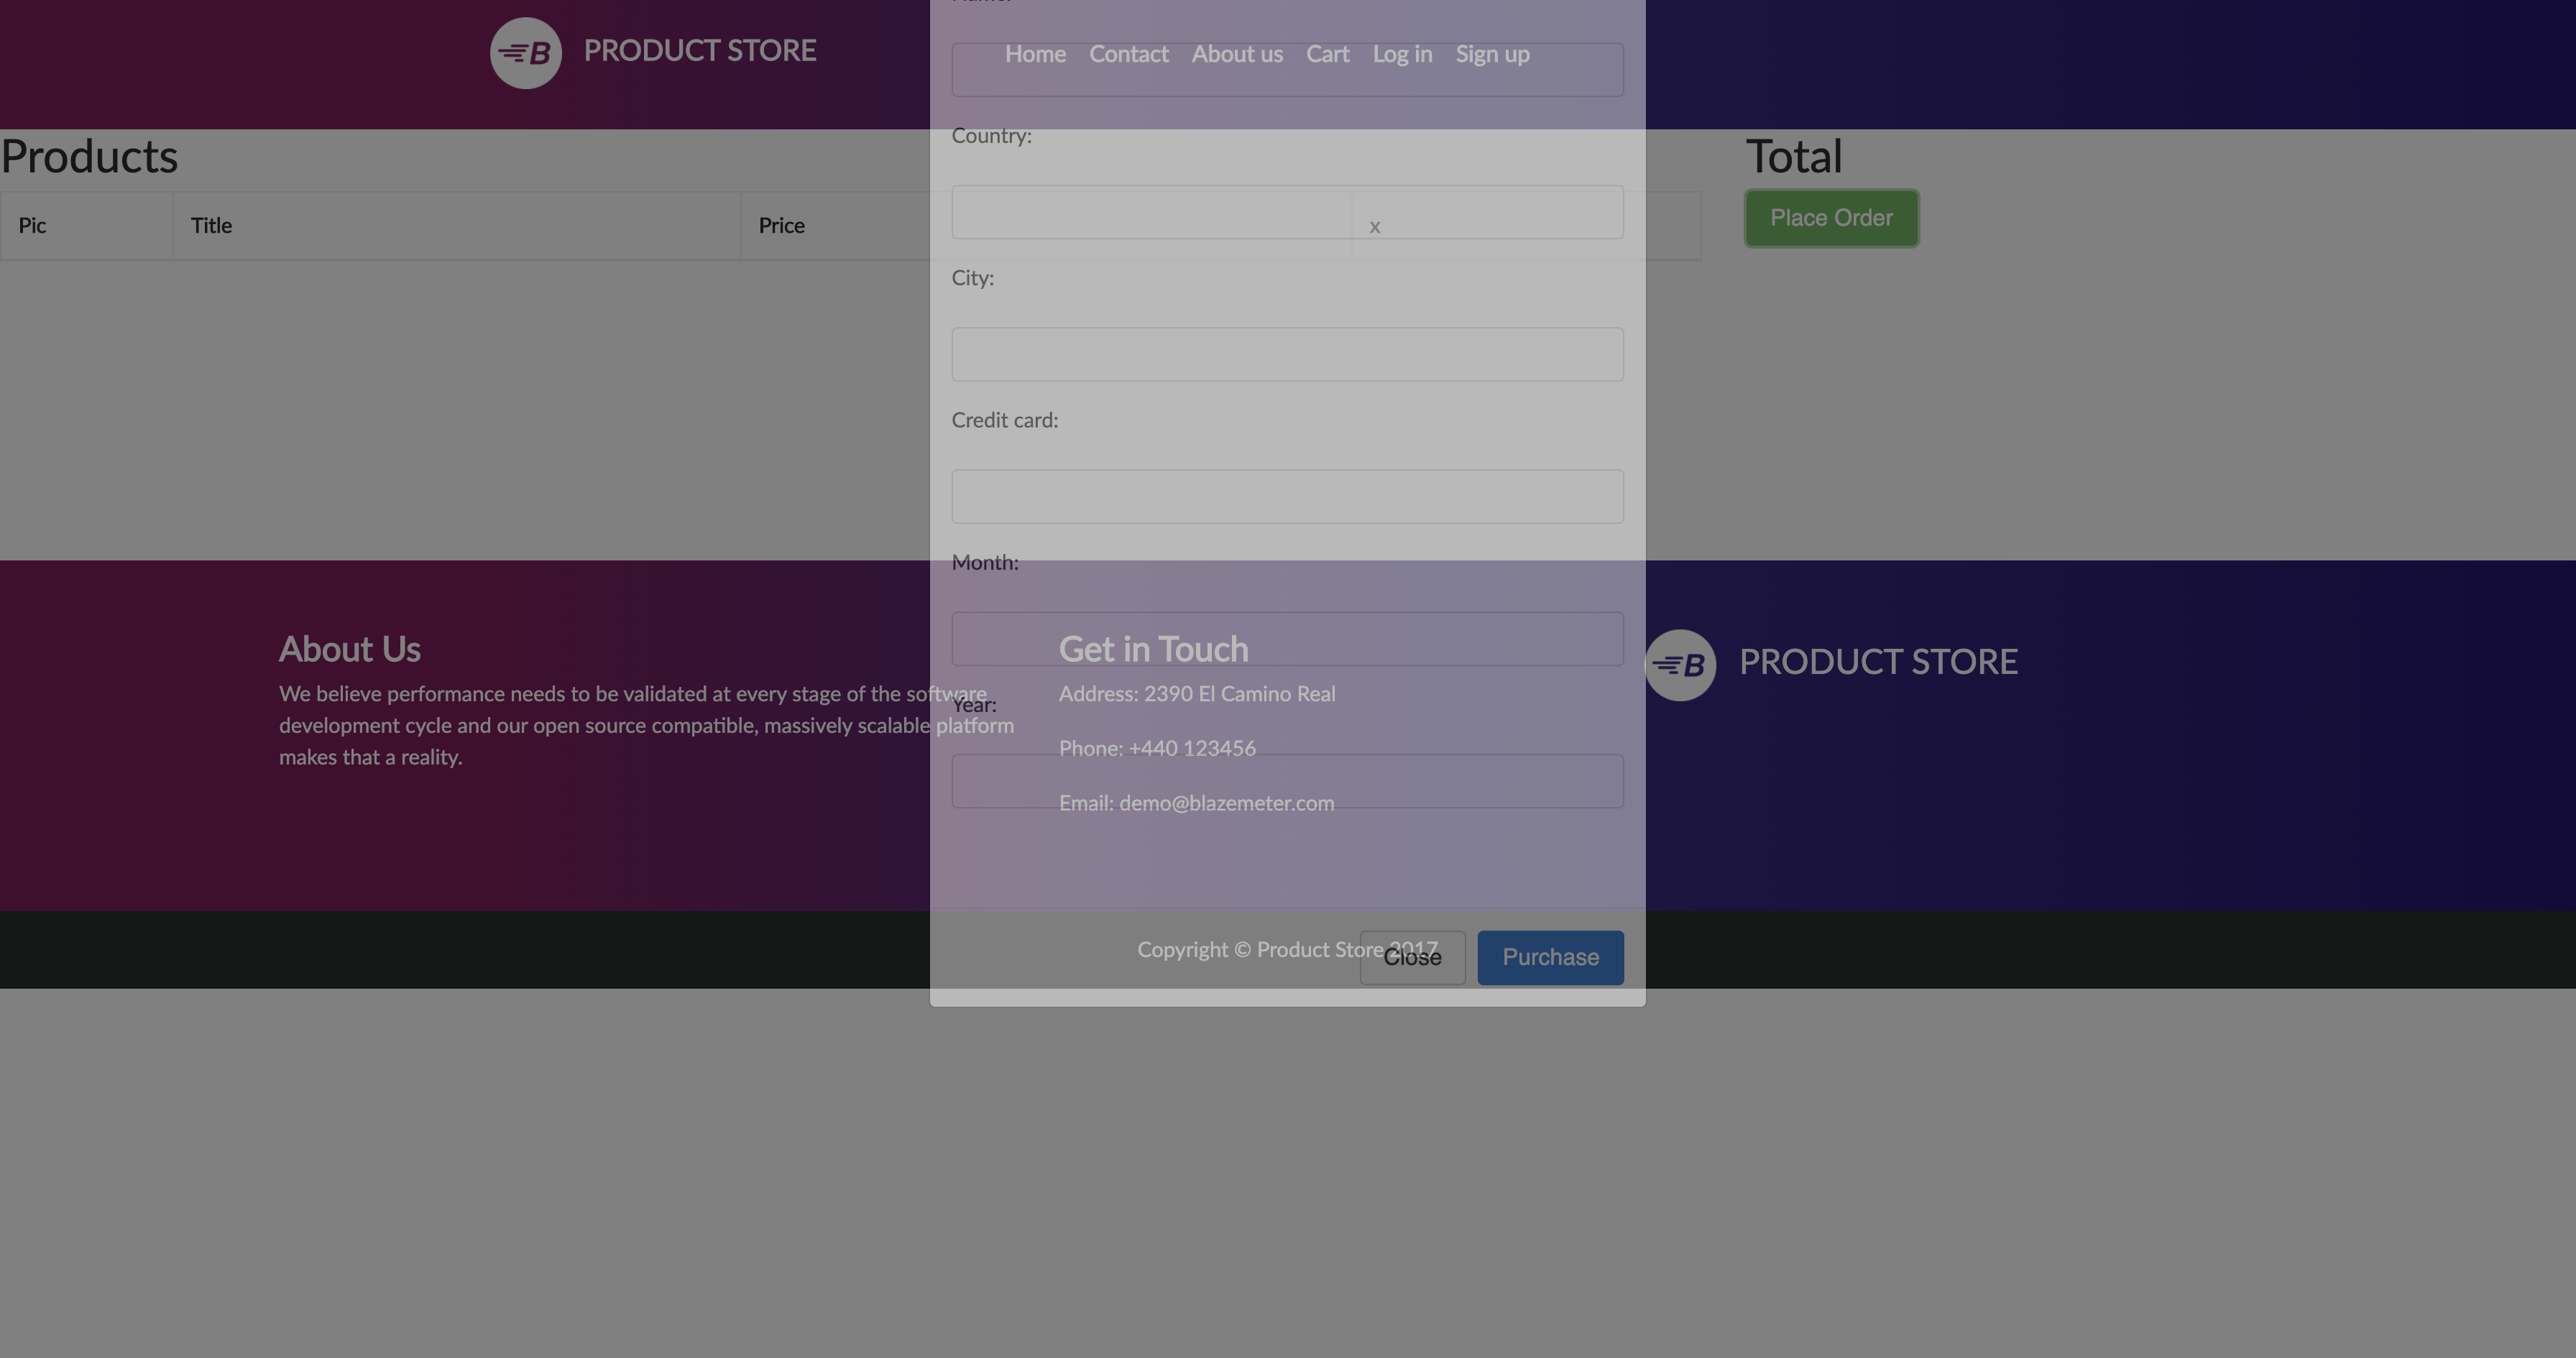 PRODUCT STORE
Home Contact About us Cart Log in Sign up
Products
Total
Pic Title Price x
Place Order
Country:
City:
Credit card:
Month:
Year:
About Us
We believe performance needs to be validated at every stage of the software
development cycle and our open source compatible, massively scalable platform
makes that a reality.
Get in Touch
Address: 2390 El Camino Real
Phone: +440 123456
Email: demo@blazemeter.com
B PRODUCT STORE
Copyright © Product Store 2017
Close Purchase